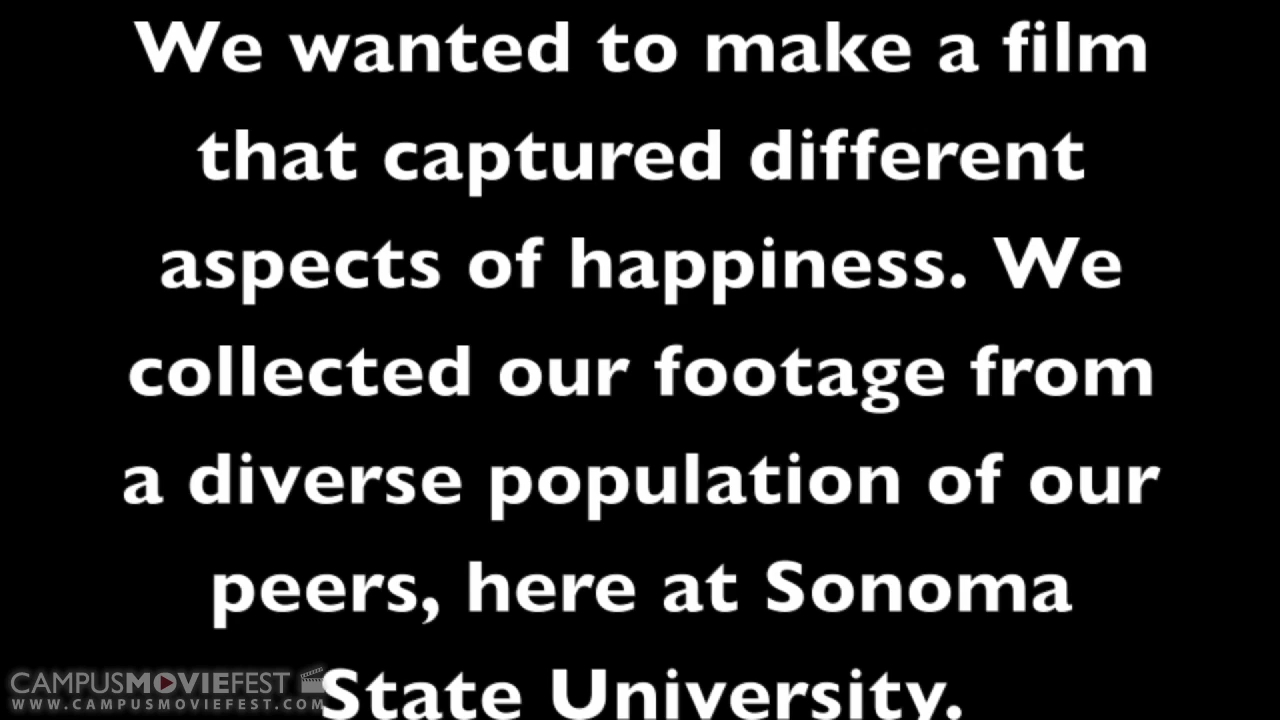 We wanted to make a film
that captured different
aspects of happiness. We
collected our footage from
a diverse population of our
peers, here at Sonoma
State University.
CAMPUSMOVIEFEST
WWW.CAMPUSMOVIEFEST.COM